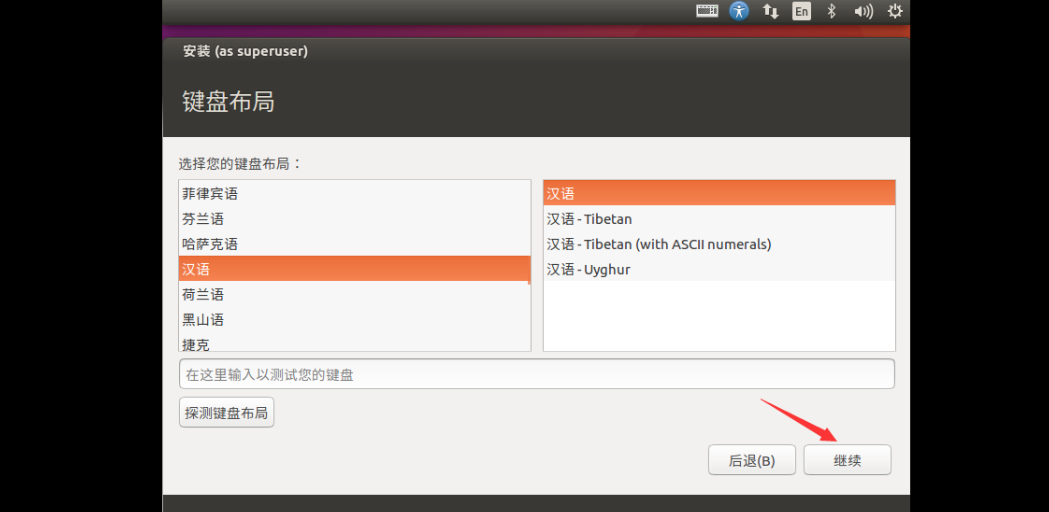 En
安装 (as superuser)
键盘布局
选择您的键盘布局：
菲律宾语
芬兰语
哈萨克语
汉语
荷兰语
黑山语
捷克
汉语
汉语 - Tibetan
汉语 - Tibetan (with ASCII numerals)
汉语 - Uyghur
在这里输入以测试您的键盘
探测键盘布局
后退(B)
继续